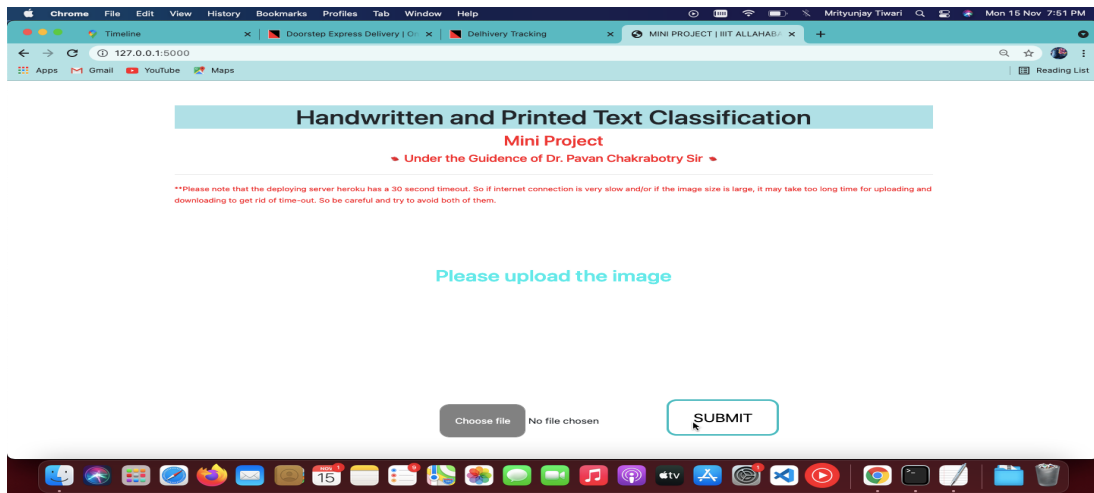 Chrome File Edit View History Bookmarks Profiles Tab Window Help Mrityunjay Tiwari Mon 15 Nov 7:51 PM
Timeline Doorstep Express Delivery | On Delhivery Tracking MINI PROJECT | IIIT ALLAHABA
127.0.0.1:5000
Apps Gmail YouTube Maps Reading List
Handwritten and Printed Text Classification
Mini Project
Under the Guidence of Dr. Pavan Chakrabotry Sir
**Please note that the deploying server heroku has a 30 second timeout. So if internet connection is very slow and/or if the image size is large, it may take too long time for uploading and
downloading to get rid of time-out. So be careful and try to avoid both of them.
Please upload the image
Choose file No file chosen SUBMIT
NOV 1 9 tv
15